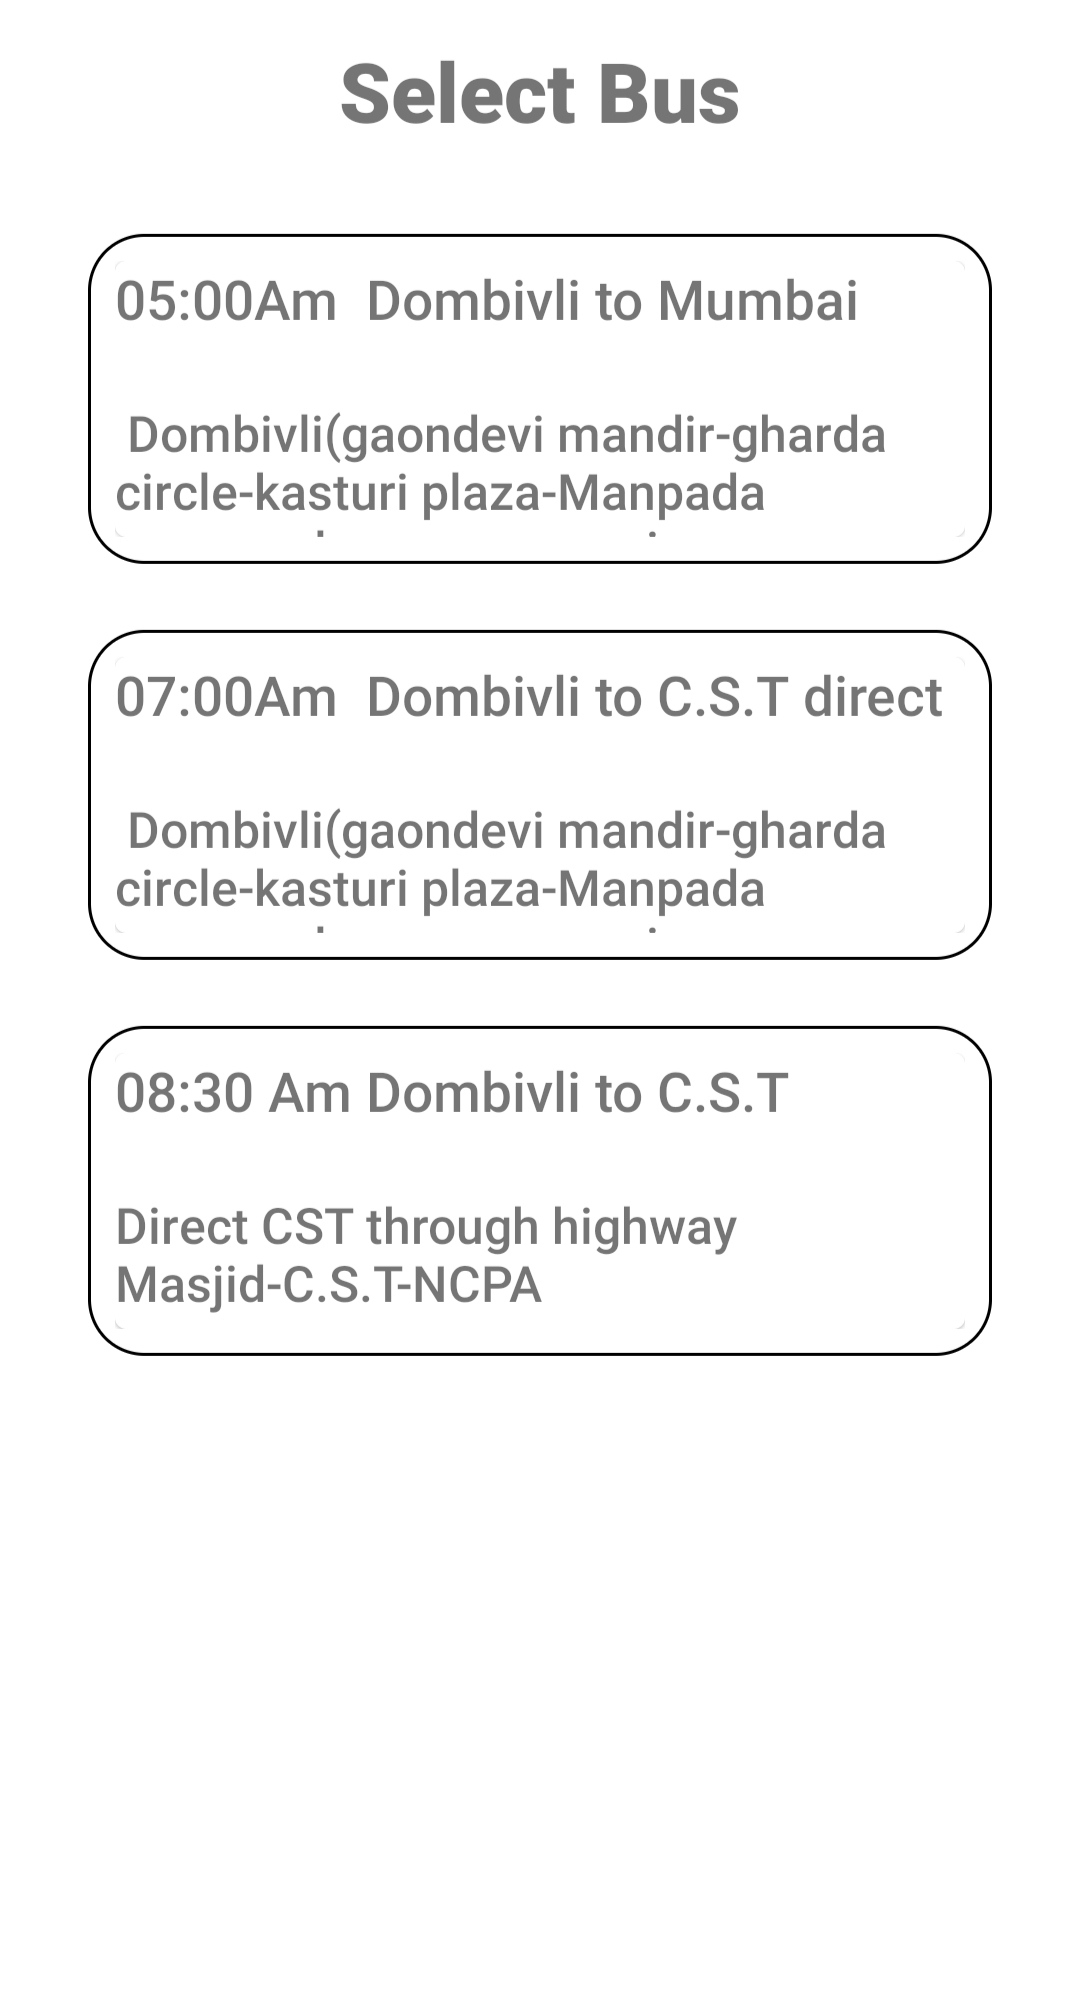 Select Bus
05:00Am  Dombivli to Mumbai
Dombivli(gaondevi mandir-gharda
circle-kasturi plaza-Manpada
07:00Am  Dombivli to C.S.T direct
Dombivli(gaondevi mandir-gharda
circle-kasturi plaza-Manpada
08:30 Am Dombivli to C.S.T
Direct CST through highway
Masjid-C.S.T-NCPA